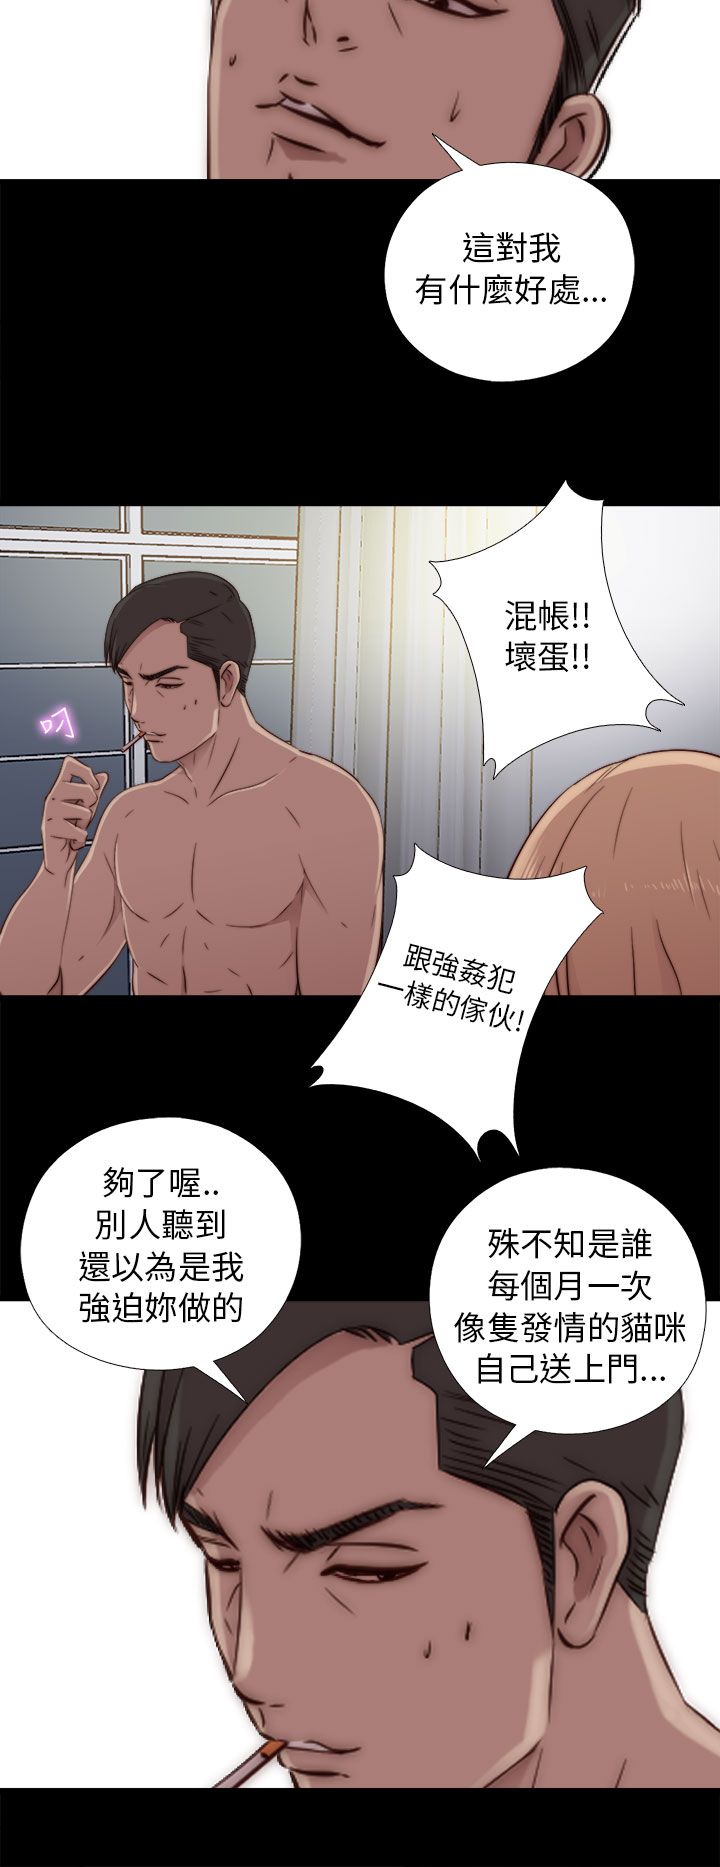 這對我
有什麼好處...
混帳!!
壞蛋!!
叼
跟強姦犯
一樣的傢伙!
夠了喔..
別人聽到
還以為是我
強迫妳做的
殊不知是誰
每個月一次
像隻發情的貓咪
自己送上門...